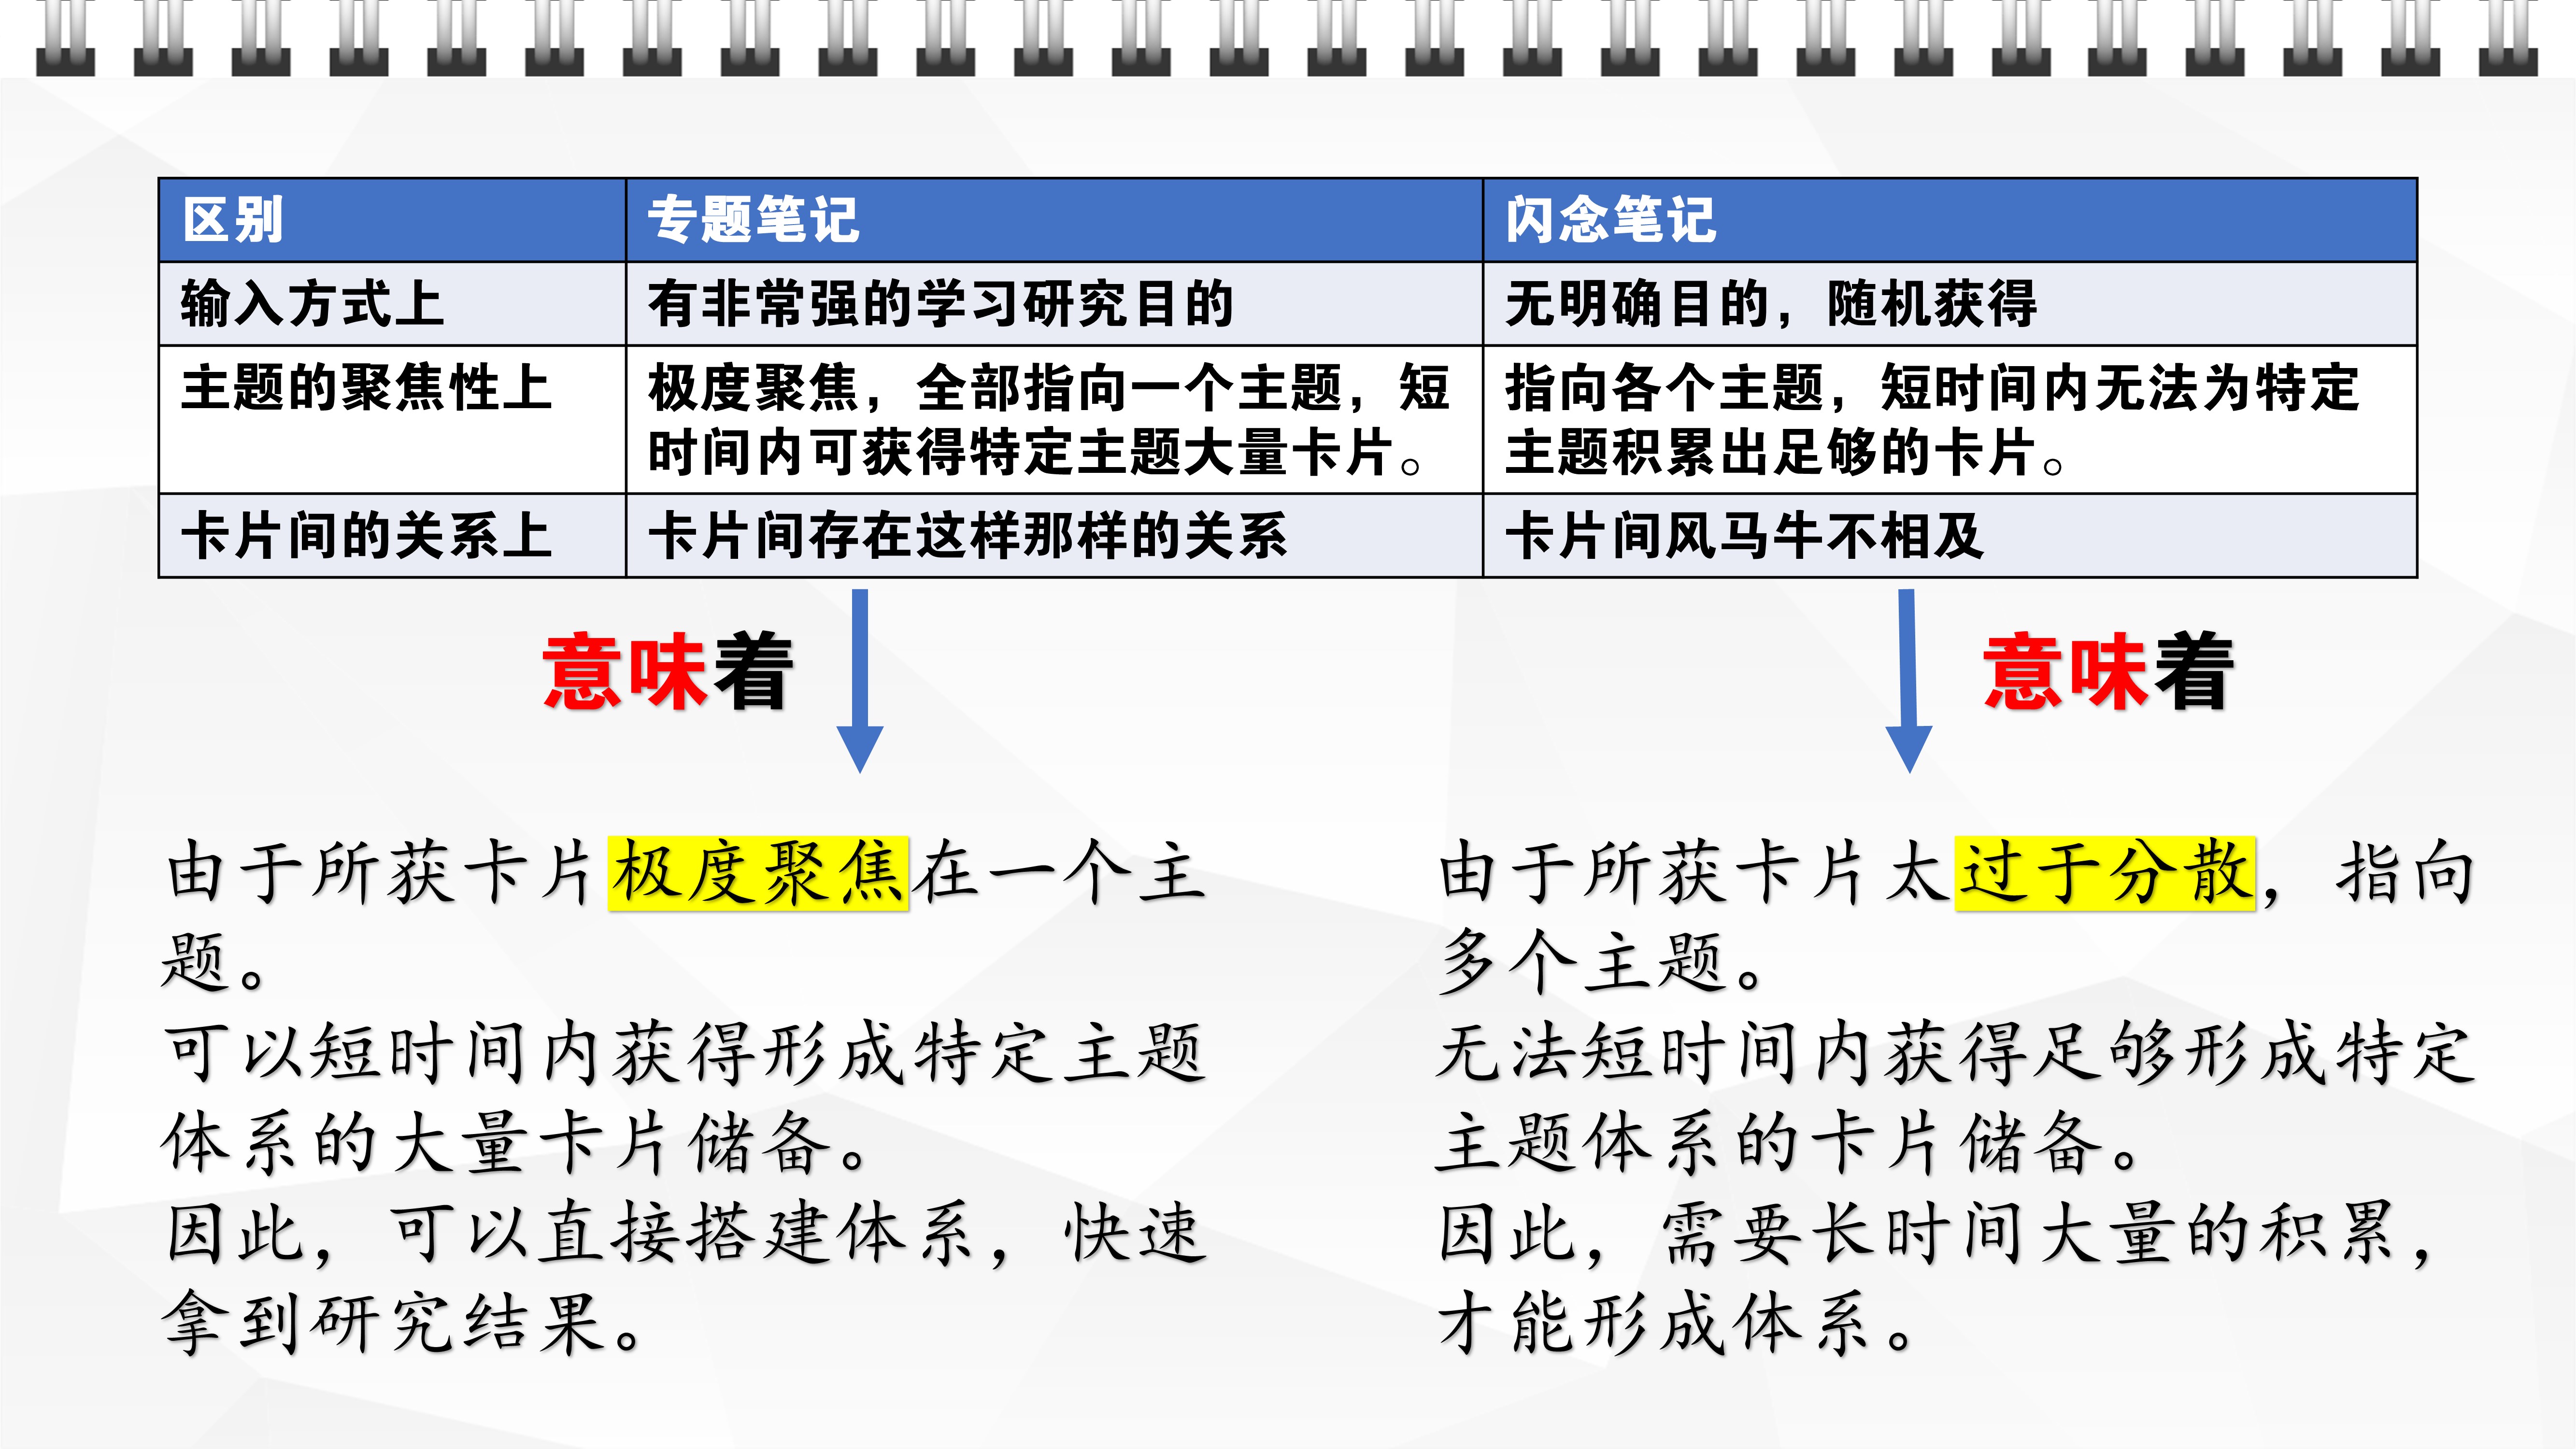 区别 专题笔记 闪念笔记
输入方式上 有非常强的学习研究目的 无明确目的，随机获得
主题的聚焦性上 极度聚焦，全部指向一个主题，短
时间内可获得特定主题大量卡片。
指向各个主题，短时间内无法为特定
主题积累出足够的卡片。
卡片间的关系上 卡片间存在这样那样的关系 卡片间风马牛不相及
意味着
意味着
由于所获卡片极度聚焦在一个主
题。
可以短时间内获得形成特定主题
体系的大量卡片储备。
因此，可以直接搭建体系，快速
拿到研究结果。
由于所获卡片太过于分散，指向
多个主题。
无法短时间内获得足够形成特定
主题体系的卡片储备。
因此，需要长时间大量的积累，
才能形成体系。